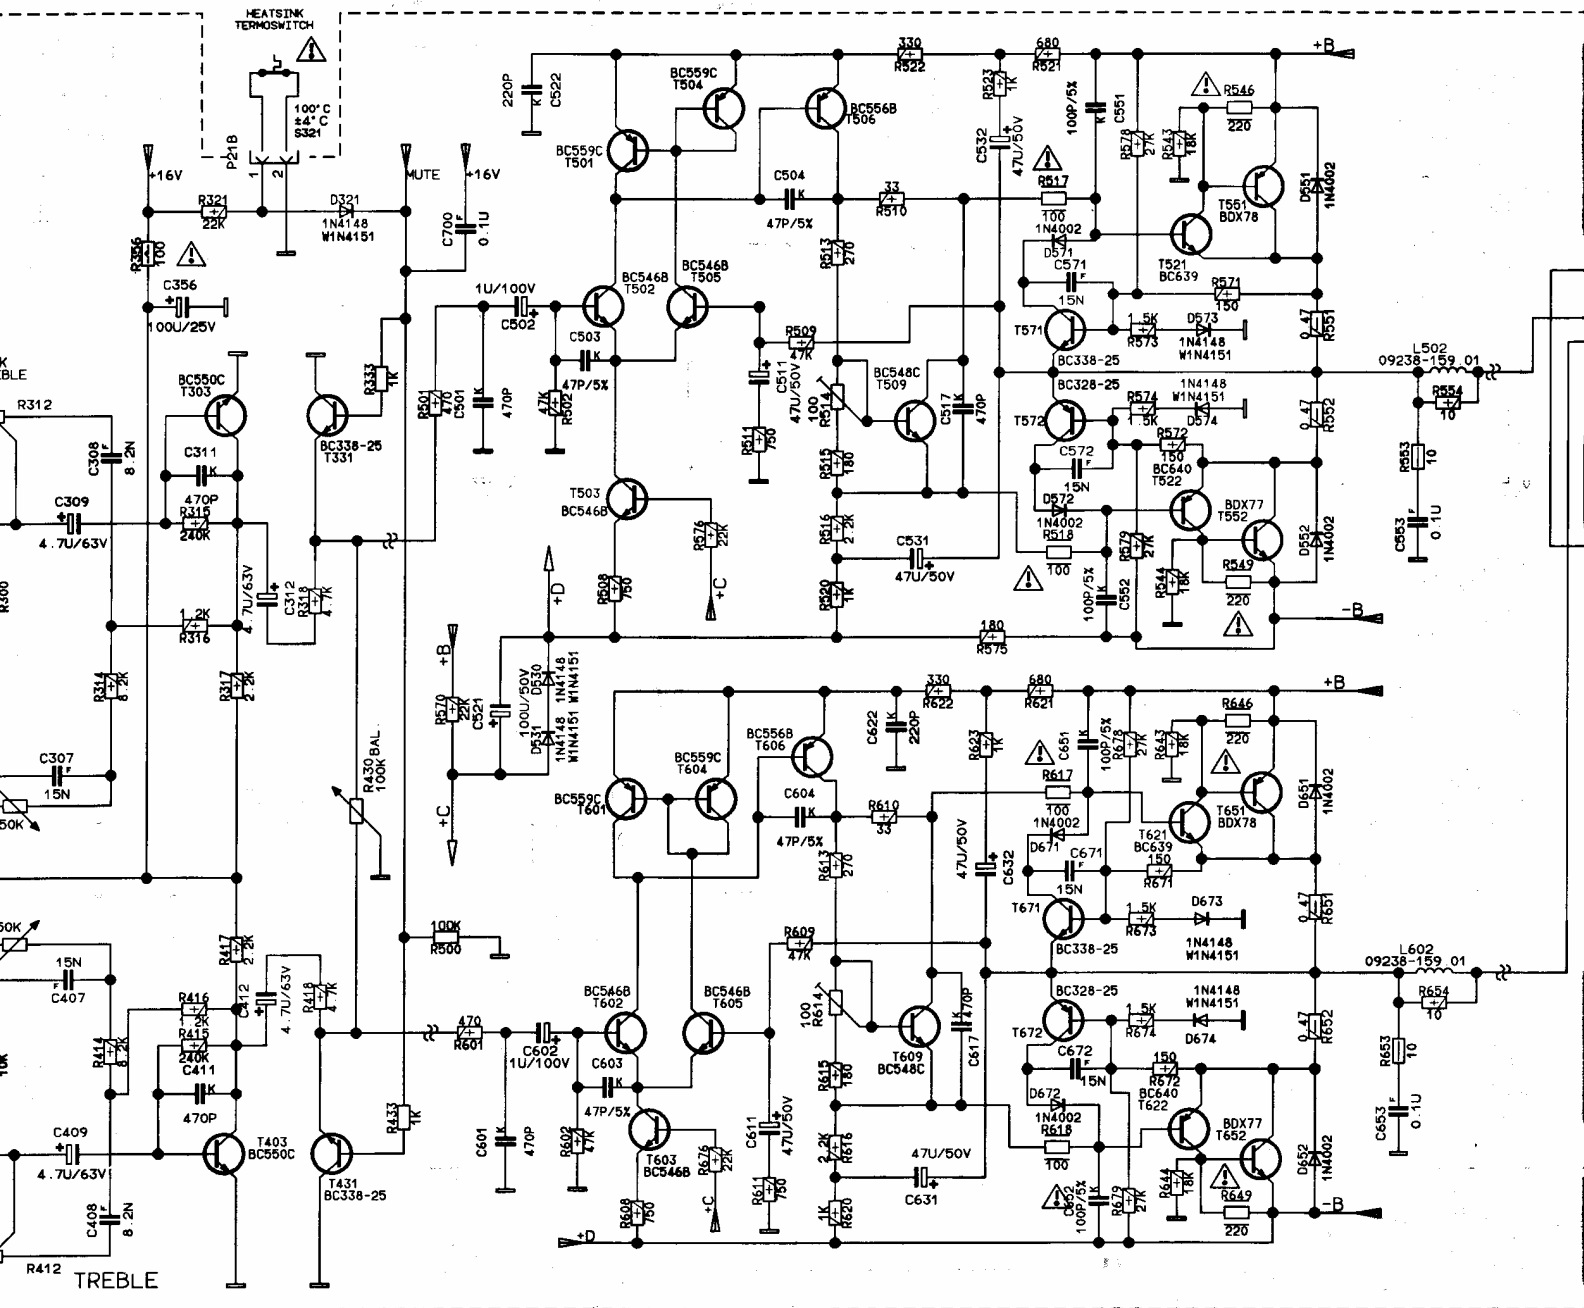 HEATSINK
TERMOSWITCH
100°C
±4°C
S321
P21B
1
2
+16V
MUTE
+16V
R321
22K
D321
1N4148
W1N4151
R356
100
C356
100U/25V
C700
0.1U
220P
C522
BC559C
T504
BC559C
T501
BC556B
T506
330
R522
R523
1K
680
R521
C532
47U/50V
100P/5%
C551
R578
27K
R543
18K
R546
220
+B
C504
47P/5%
33
R510
R517
100
1N4002
D571
T551
BDX78
D551
1N4002
T521
BC639
R513
270
BC546B
T502
BC546B
T505
1U/100V
C502
C503
47P/5%
C571
15N
R571
150
T571
BC338-25
1.5K
R573
D573
1N4148
W1N4151
0.47
R551
R509
47K
L502
09238-159.01
R554
10
BLE
R312
BC550C
T303
R333
1K
BC338-25
T331
R501
470
C501
470P
47K
R502
C511
47U/50V
R511
750
100
R514
BC548C
T509
C517
470P
BC328-25
T572
1N4148
W1N4151
D574
R574
1.5K
0.47
R552
C308
8.2N
C311
470P
R315
240K
C309
4.7U/63V
R515
180
C572
15N
R572
150
BC640
T522
R553
10
C553
0.1U
T503
BC546B
R576
22K
+C
R516
2.2K
C531
47U/50V
D572
1N4002
R518
100
BDX77
T552
D552
1N4002
R579
27K
R544
18K
R549
220
R300
4.7U/63V
C312
R318
4.7K
1.2K
R316
+D
R508
750
R520
1K
100P/5%
C552
-B
180
R575
R314
8.2K
R317
2.2K
+B
R570
22K
C521
100U/50V
D530
1N4148
W1N4151
D531
1N4148
W1N4151
+C
330
R622
680
R621
+B
C307
15N
50K
R430 BAL
100K
BC559C
T601
BC559C
T604
BC556B
T606
C622
220P
R623
1K
C651
100P/5%
R678
27K
R643
18K
R646
220
R617
100
1N4002
D671
T651
BDX78
D651
1N4002
T621
BC639
C604
47P/5%
R610
33
R613
270
47U/50V
C632
C671
15N
150
R671
T671
BC338-25
1.5K
R673
D673
1N4148
W1N4151
0.47
R651
50K
15N
C407
R417
2.2K
100K
R500
R609
47K
L602
09238-159.01
R654
10
R416
1.2K
R415
240K
C411
470P
C412
4.7U/63V
R418
4.7K
R414
8.2K
470
R601
C602
1U/100V
BC546B
T602
BC546B
T605
100
R614
T609
BC548C
470P
C617
BC328-25
T672
1.5K
R674
1N4148
W1N4151
D674
0.47
R652
R653
10
C653
0.1U
10K
C603
47P/5%
R615
180
C672
15N
150
R672
BC640
T622
D672
1N4002
R618
100
BDX77
T652
D652
1N4002
R433
1K
C601
470P
R602
47K
T603
BC546B
R676
22K
+C
C611
47U/50V
R611
750
2.2K
R616
47U/50V
C631
C409
4.7U/63V
T403
BC550C
T431
BC338-25
C408
8.2N
R608
750
1K
R620
C652
100P/5%
R679
27K
R644
18K
R649
220
-B
+D
R412
TREBLE